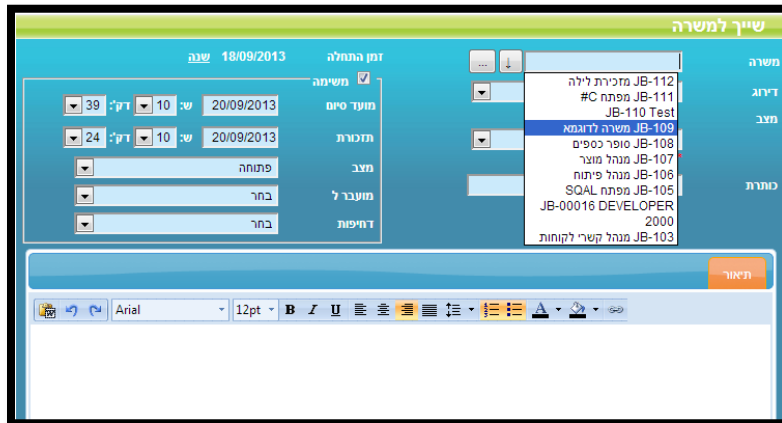 שייך למשרה
משרה
...
דירוג
מצב
כותרת
JB-112 מזכירת לילה
JB-111 מפתח C#
JB-110 Test
JB-109 משרה לדוגמא
JB-108 סופר כספים
JB-107 מנהל מוצר
JB-106 מנהל פיתוח
JB-105 מפתח SQAL
JB-00016 DEVELOPER
2000
JB-103 מנהל קשרי לקוחות
זמן התחלה 18/09/2013 שנה
משימה
מועד סיום 20/09/2013 ש: 10 דק': 39
תזכורת 20/09/2013 ש: 10 דק': 24
מצב פתוחה
מועבר ל בחר
דחיפות בחר
תיאור
Arial 12pt B I U A